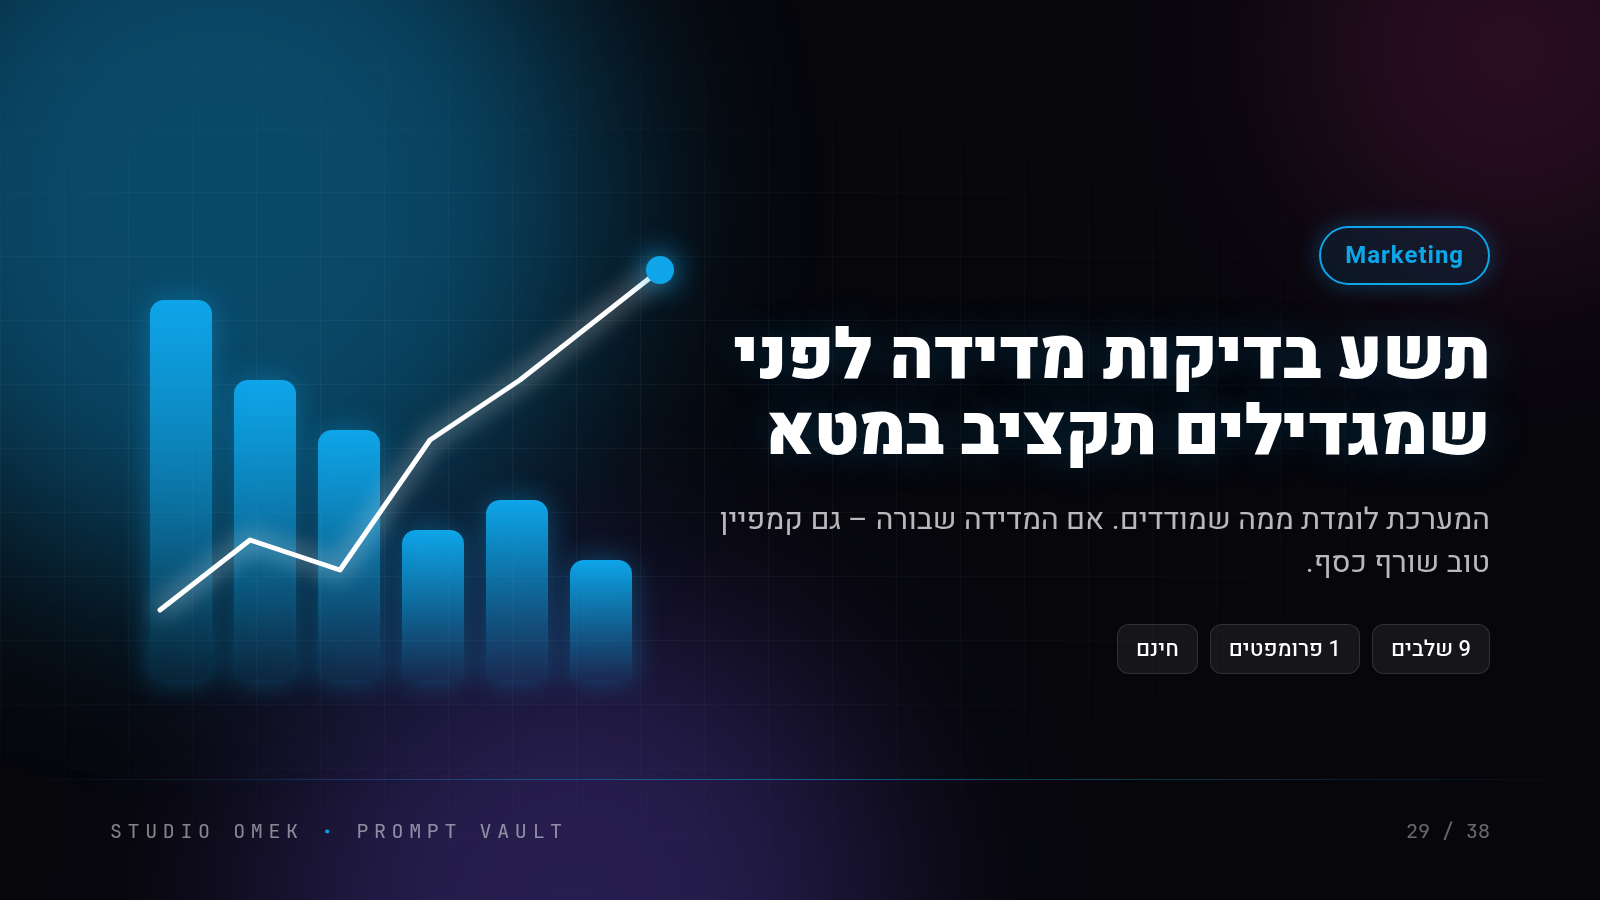 Marketing
תשע בדיקות מדידה לפני
שמגדילים תקציב במטא
המערכת לומדת ממה שמודדים. אם המדידה שבורה – גם קמפיין
טוב שורף כסף.
9 שלבים
1 פרומפטים
חינם
STUDIO OMEK · PROMPT VAULT
29 / 38